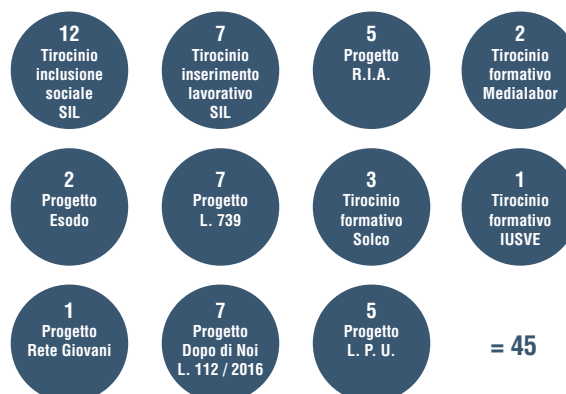 12
Tirocinio
inclusione
sociale
SIL
7
Tirocinio
inserimento
lavorativo
SIL
5
Progetto
R.I.A.
2
Tirocinio
formativo
Medialabor
2
Progetto
Esodo
7
Progetto
L. 739
3
Tirocinio
formativo
Solco
1
Tirocinio
formativo
IUSVE
1
Progetto
Rete Giovani
7
Progetto
Dopo di Noi
L. 112 / 2016
5
Progetto
L. P. U.
= 45